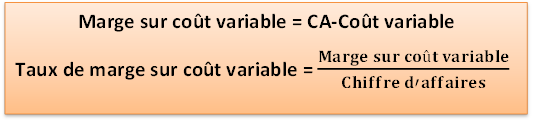 Marge sur coût variable = CA-Coût variable
Taux de marge sur coût variable = Marge sur coût variable / Chiffre d'affaires